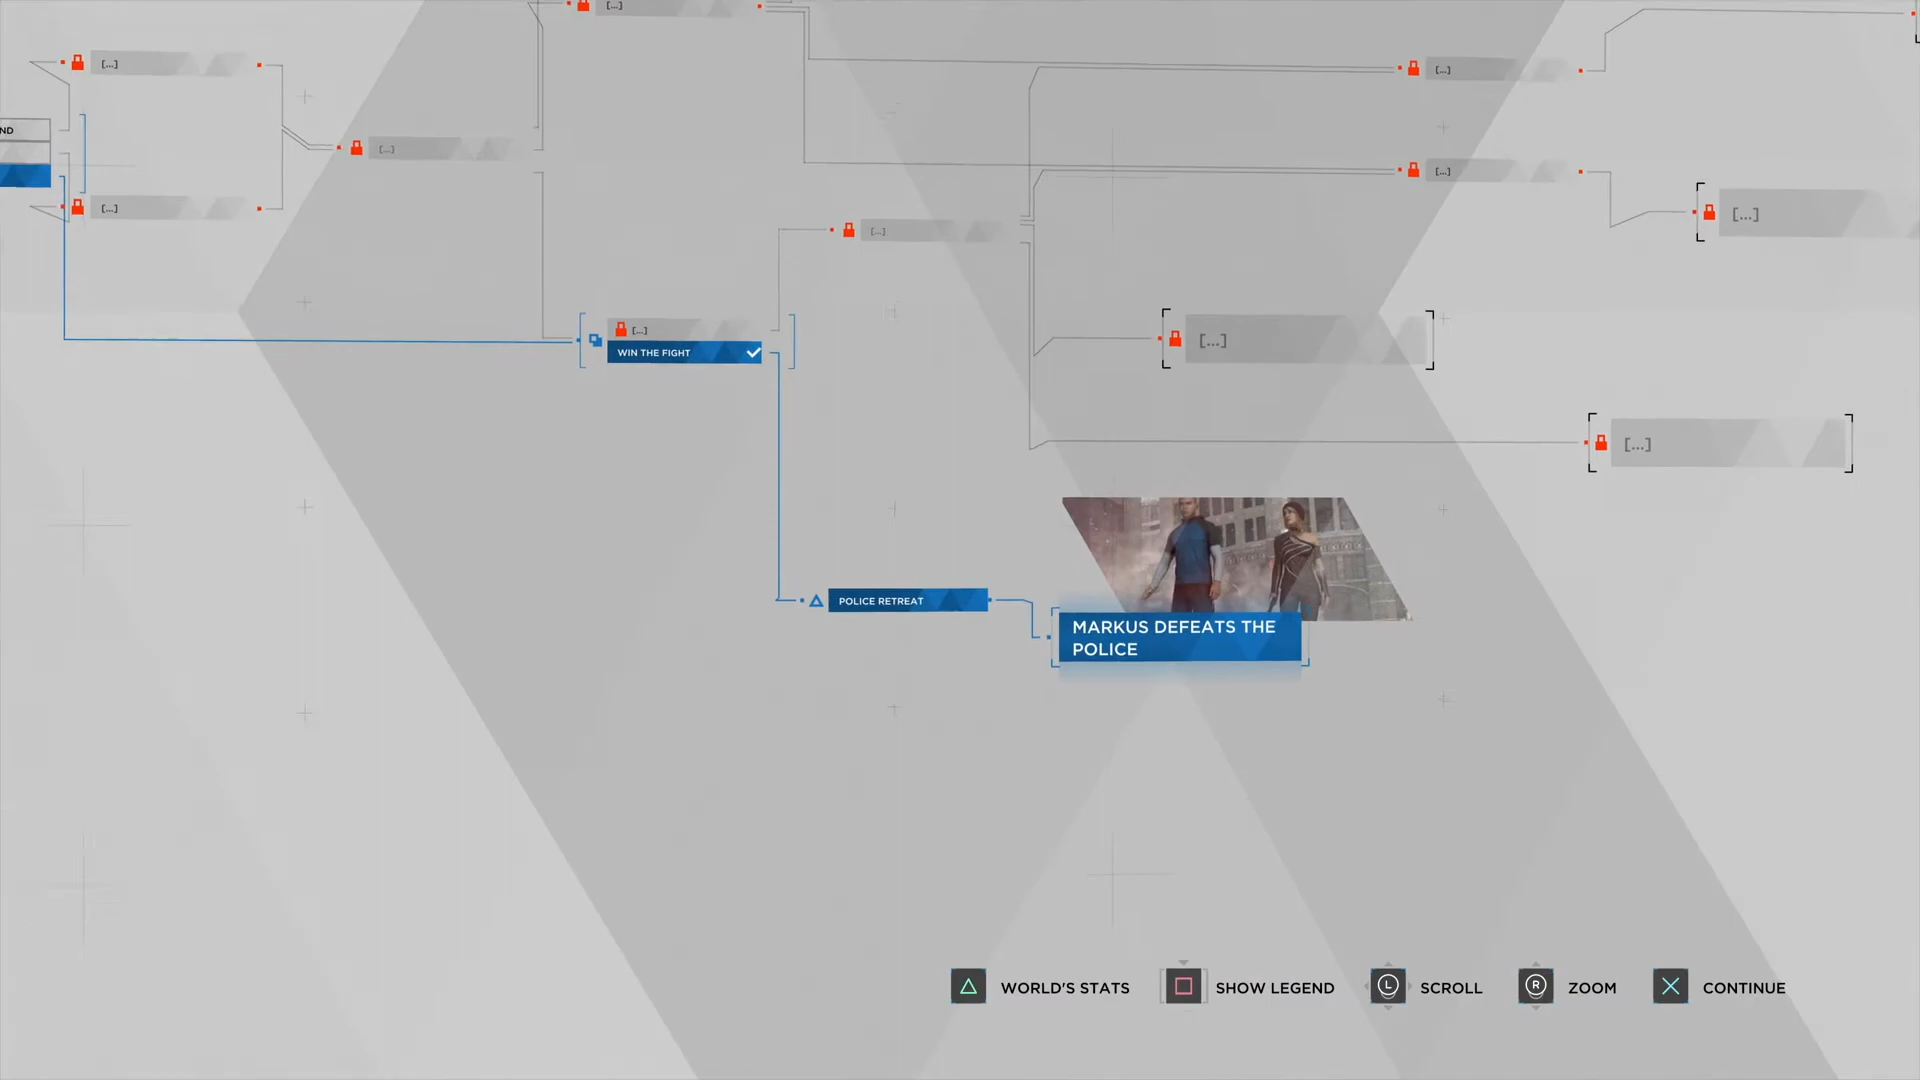 [...]
[...]
[...]
ND
[...]
[...]
[...]
[...]
[...]
[...]
[...]
WIN THE FIGHT
[...]
[...]
POLICE RETREAT
MARKUS DEFEATS THE
POLICE
WORLD'S STATS
SHOW LEGEND
L
SCROLL
R
ZOOM
CONTINUE